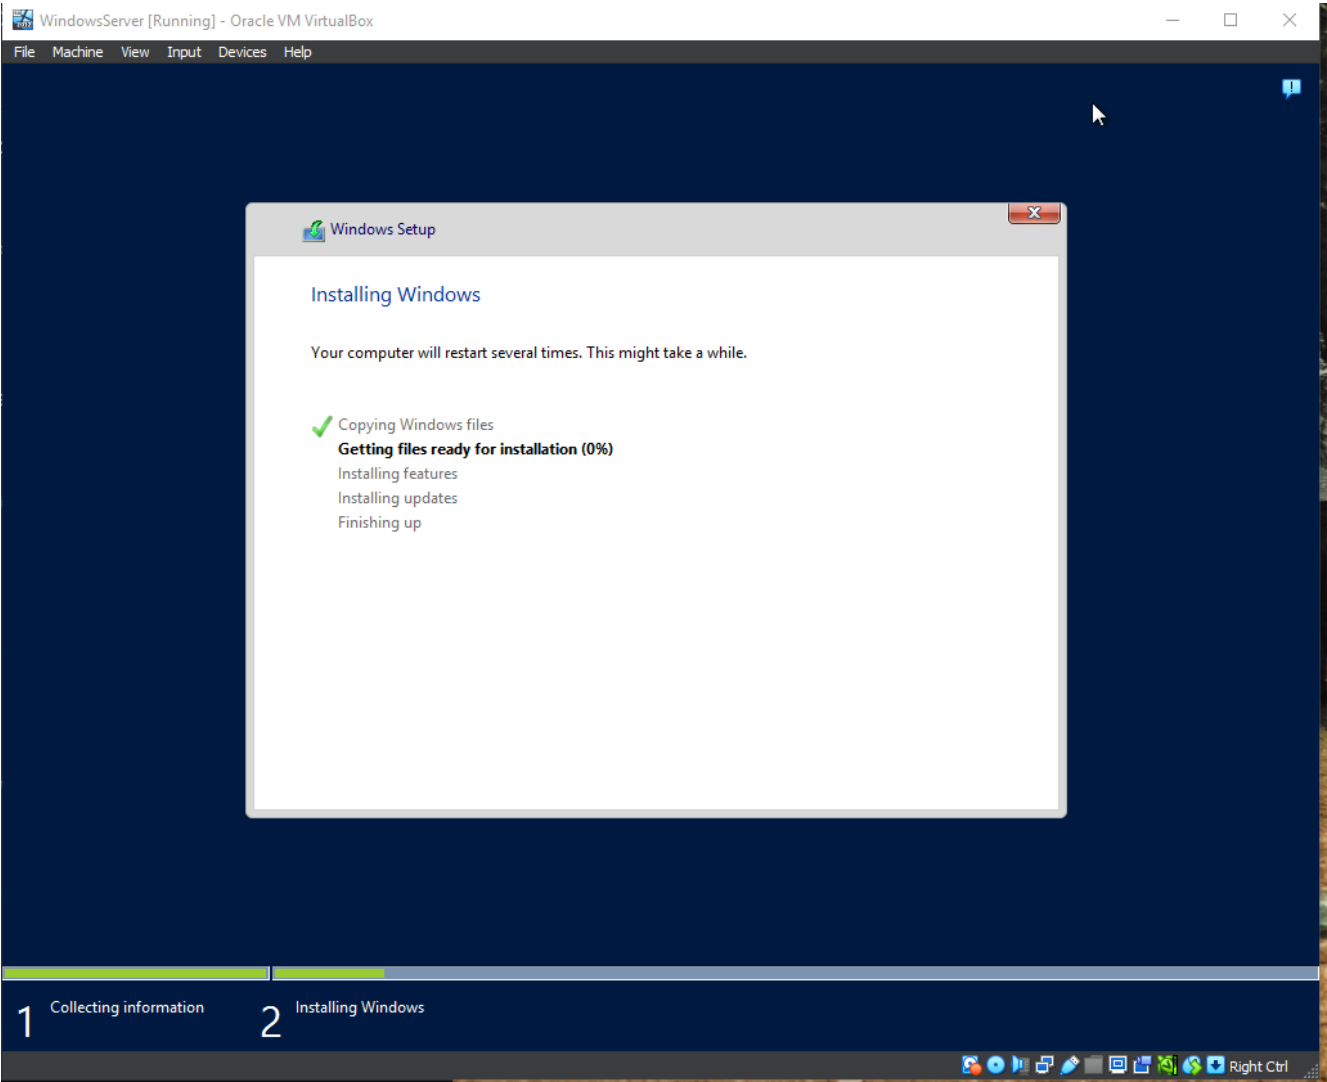 WindowsServer [Running] - Oracle VM VirtualBox
File Machine View Input Devices Help
Windows Setup
Installing Windows
Your computer will restart several times. This might take a while.
Copying Windows files
Getting files ready for installation (0%)
Installing features
Installing updates
Finishing up
1 Collecting information 2 Installing Windows
Right Ctrl